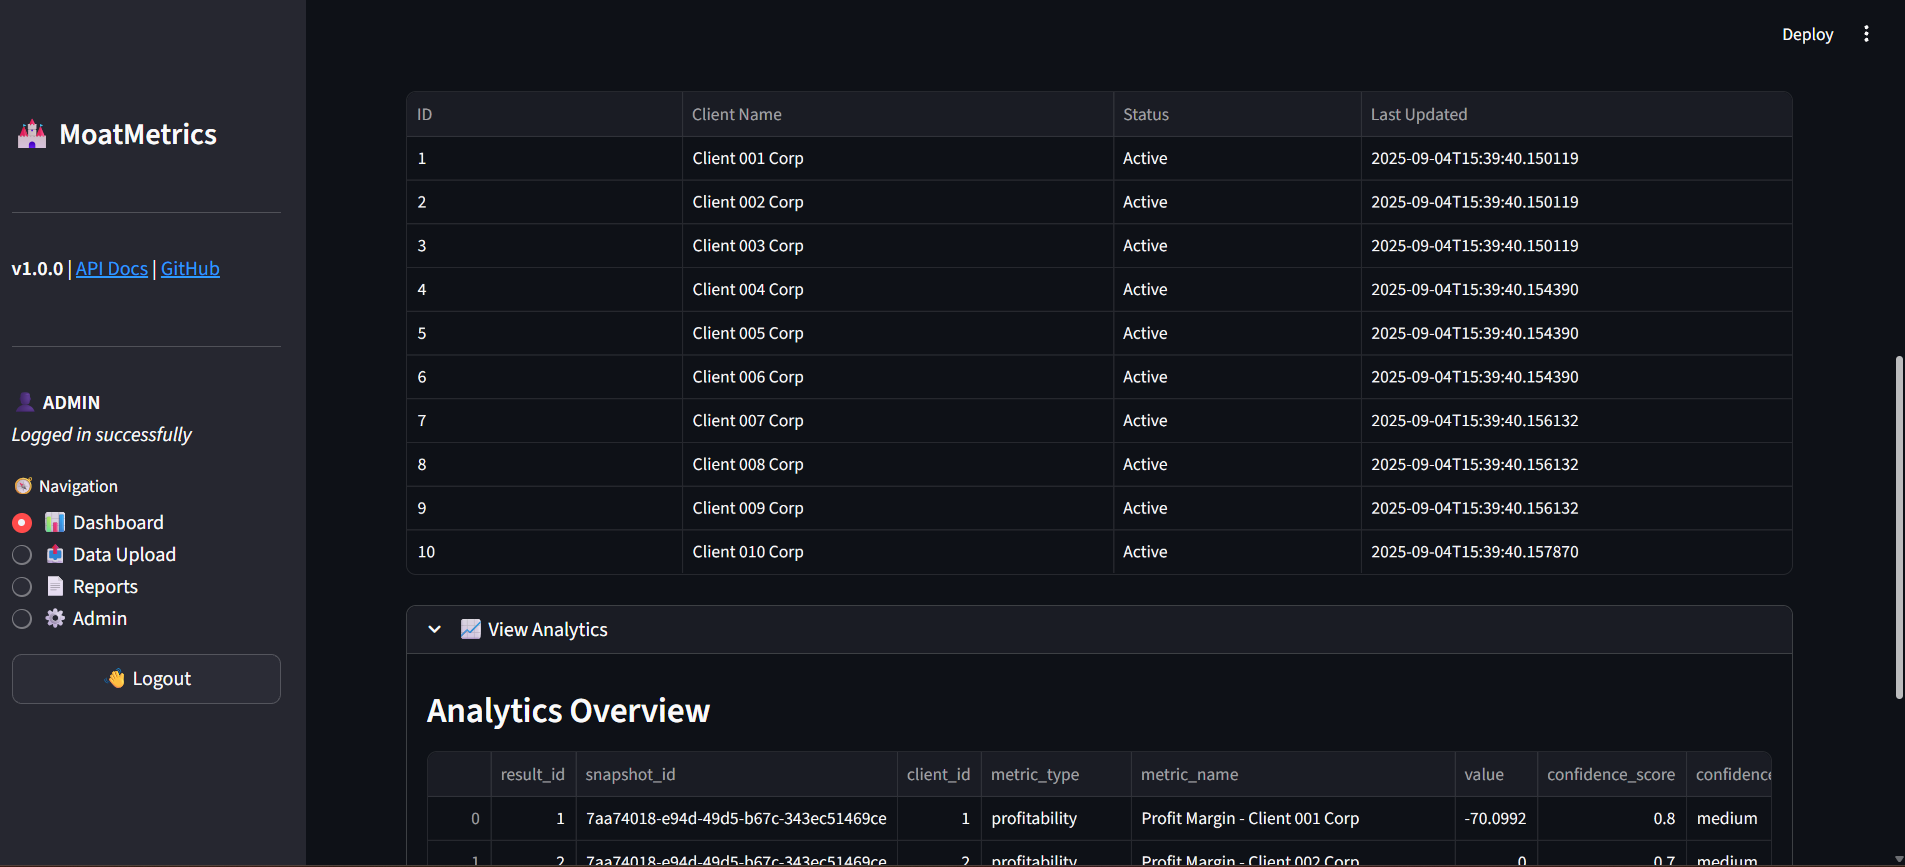 Deploy
MoatMetrics
v1.0.0 | API Docs | GitHub
ADMIN
Logged in successfully
Navigation
Dashboard
Data Upload
Reports
Admin
Logout
ID Client Name Status Last Updated
1 Client 001 Corp Active 2025-09-04T15:39:40.150119
2 Client 002 Corp Active 2025-09-04T15:39:40.150119
3 Client 003 Corp Active 2025-09-04T15:39:40.150119
4 Client 004 Corp Active 2025-09-04T15:39:40.154390
5 Client 005 Corp Active 2025-09-04T15:39:40.154390
6 Client 006 Corp Active 2025-09-04T15:39:40.154390
7 Client 007 Corp Active 2025-09-04T15:39:40.156132
8 Client 008 Corp Active 2025-09-04T15:39:40.156132
9 Client 009 Corp Active 2025-09-04T15:39:40.156132
10 Client 010 Corp Active 2025-09-04T15:39:40.157870
View Analytics
Analytics Overview
result_id snapshot_id client_id metric_type metric_name value confidence_score confidence
0 1 7aa74018-e94d-49d5-b67c-343ec51469ce 1 profitability Profit Margin - Client 001 Corp -70.0992 0.8 medium
1 2 7aa74018-e94d-49d5-b67c-343ec51469ce 2 profitability Profit Margin - Client 002 Corp 0 0.7 medium